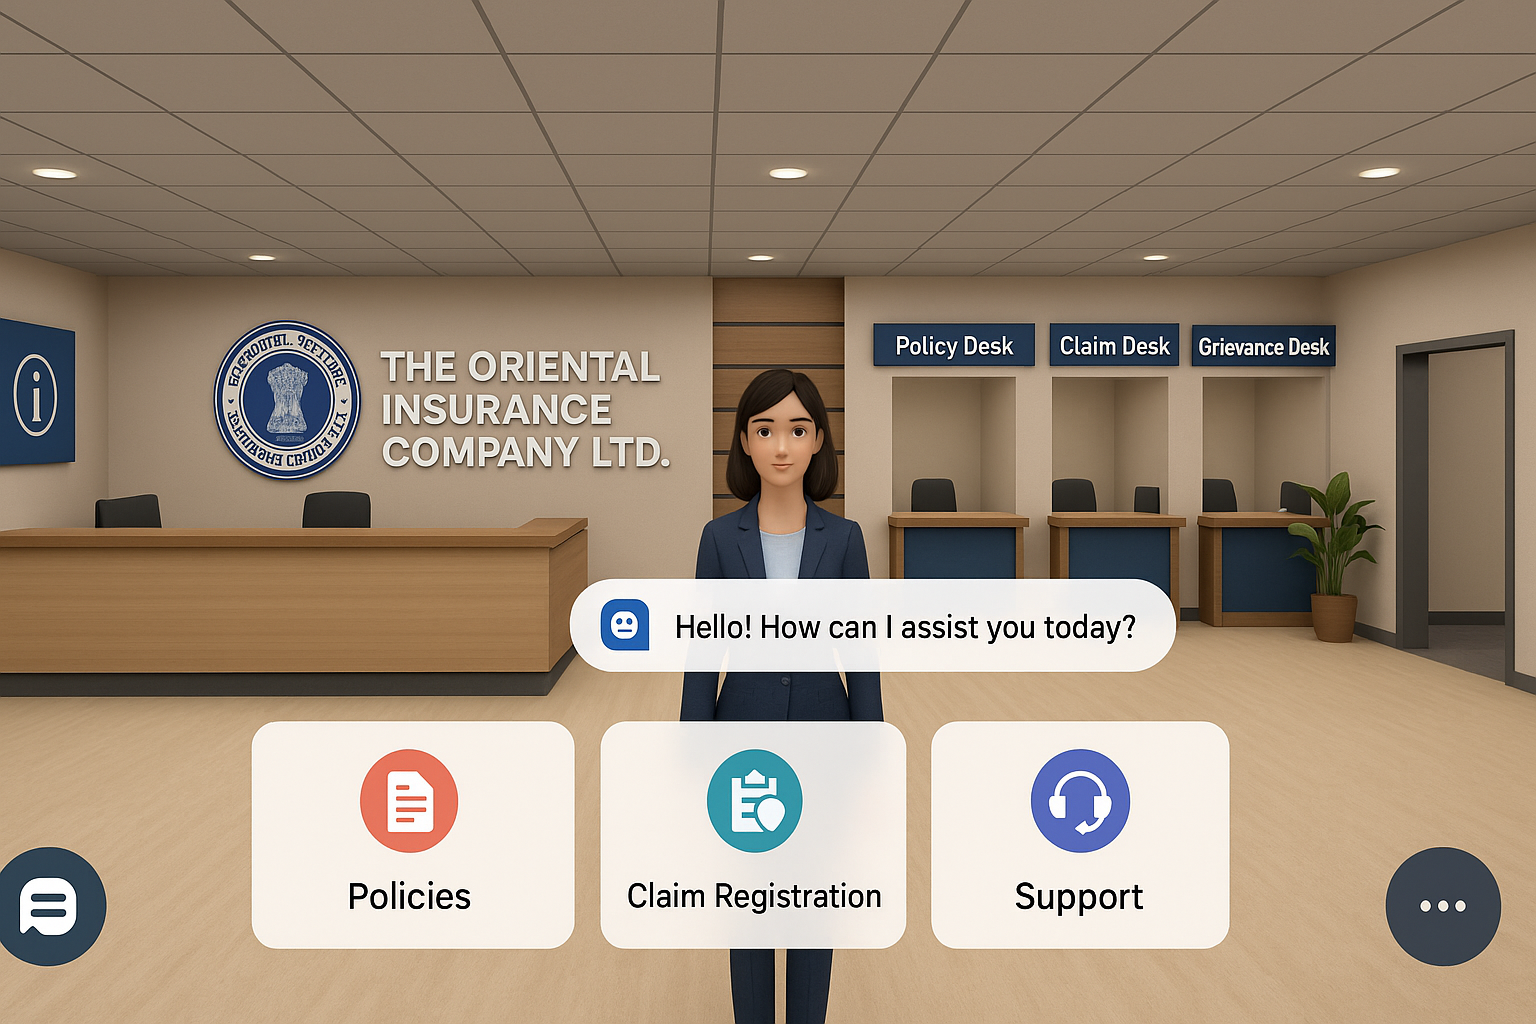 THE ORIENTAL
INSURANCE
COMPANY LTD.
Policy Desk
Claim Desk
Grievance Desk
i
Hello! How can I assist you today?
Policies
Claim Registration
Support